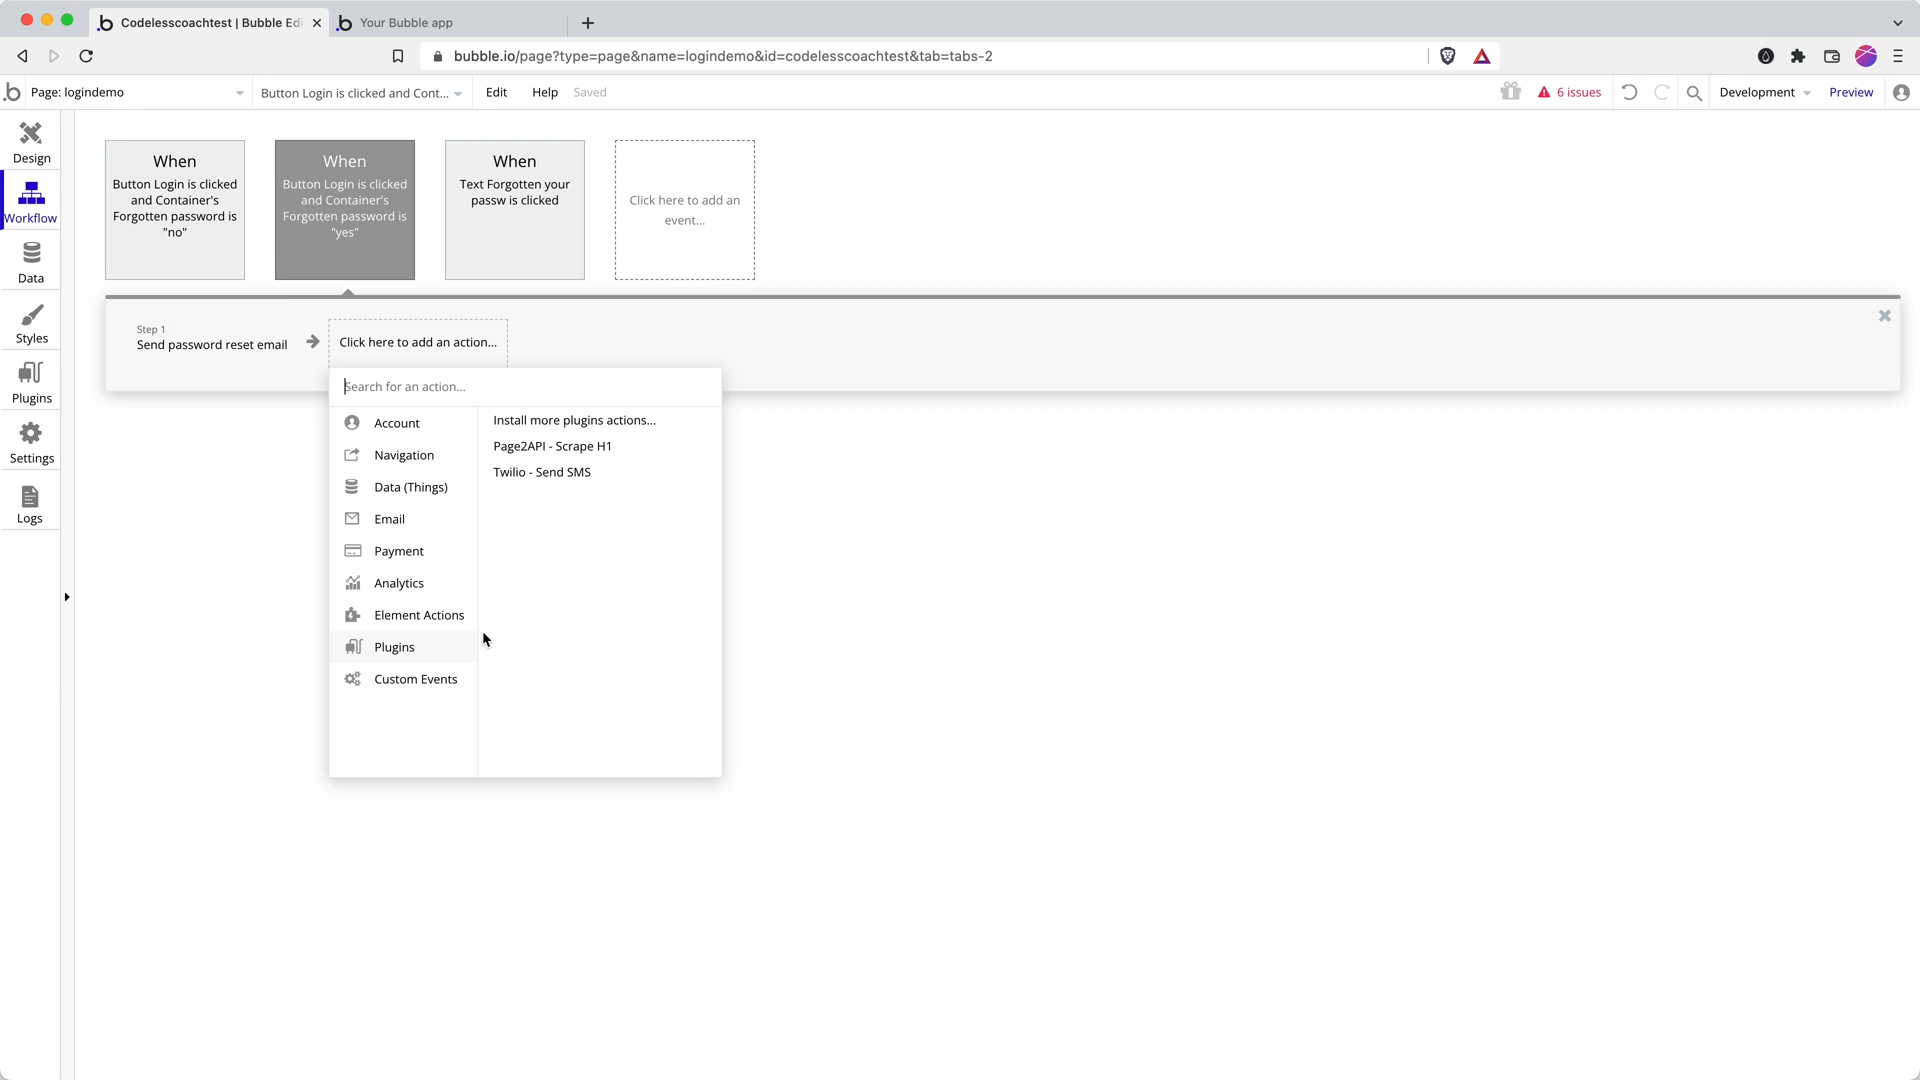 Codelesscoachtest | Bubble Edi
Your Bubble app
bubble.io/page?type=page&name=logindemo&id=codelesscoachtest&tab=tabs-2
Page: logindemo
Button Login is clicked and Cont...
Edit
Help
Saved
6 issues
Development
Preview
Design
Workflow
Data
Styles
Plugins
Settings
Logs
When
Button Login is clicked
and Container's
Forgotten password is
"no"
When
Button Login is clicked
and Container's
Forgotten password is
"yes"
When
Text Forgotten your
passw is clicked
Click here to add an
event...
Step 1
Send password reset email
Click here to add an action...
Search for an action...
Account
Navigation
Data (Things)
Email
Payment
Analytics
Element Actions
Plugins
Custom Events
Install more plugins actions...
Page2API - Scrape H1
Twilio - Send SMS